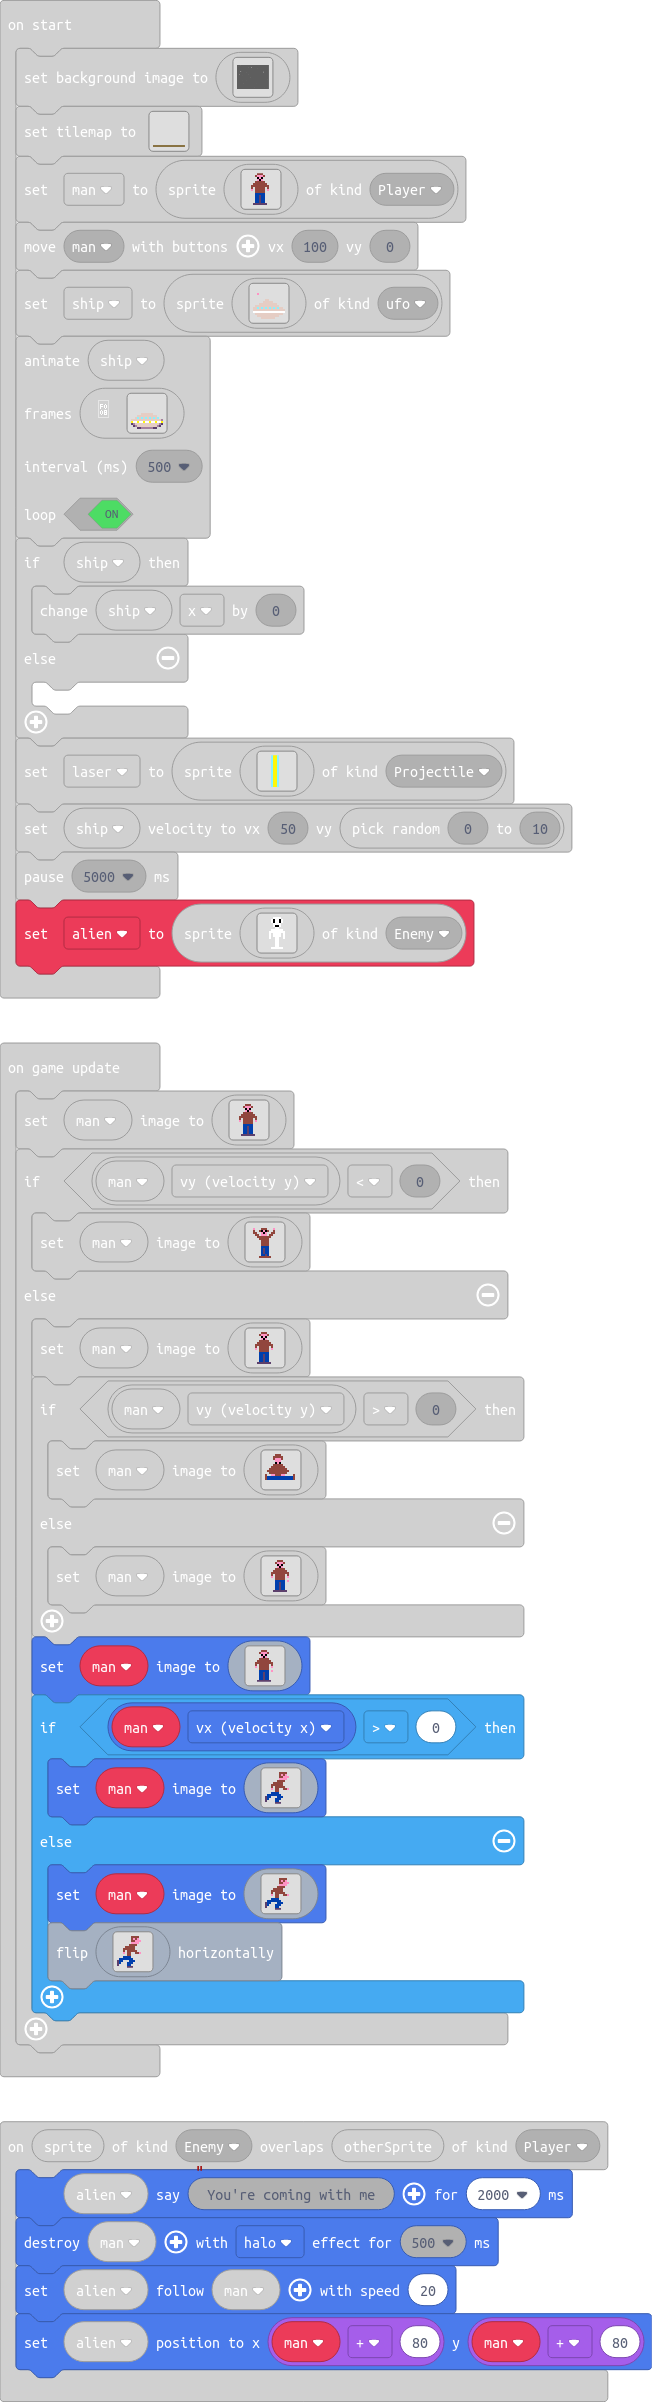 on start
set background image to
set tilemap to
set man to sprite of kind Player
move man with buttons vx 100 vy 0
set ship to sprite of kind ufo
animate ship
frames
interval (ms) 500
loop ON
if ship then
change ship x by 0
else
set laser to sprite of kind Projectile
set ship velocity to vx 50 vy pick random 0 to 10
pause 5000 ms
set alien to sprite of kind Enemy
on game update
set man image to
if man vy (velocity y) < 0 then
set man image to
else
set man image to
if man vy (velocity y) > 0 then
set man image to
else
set man image to
set man image to
if man vx (velocity x) > 0 then
set man image to
else
set man image to
flip horizontally
on sprite of kind Enemy overlaps otherSprite of kind Player
alien say "You're coming with me for 2000 ms
destroy man with halo effect for 500 ms
set alien follow man with speed 20
set alien position to x man + 80 y man + 80